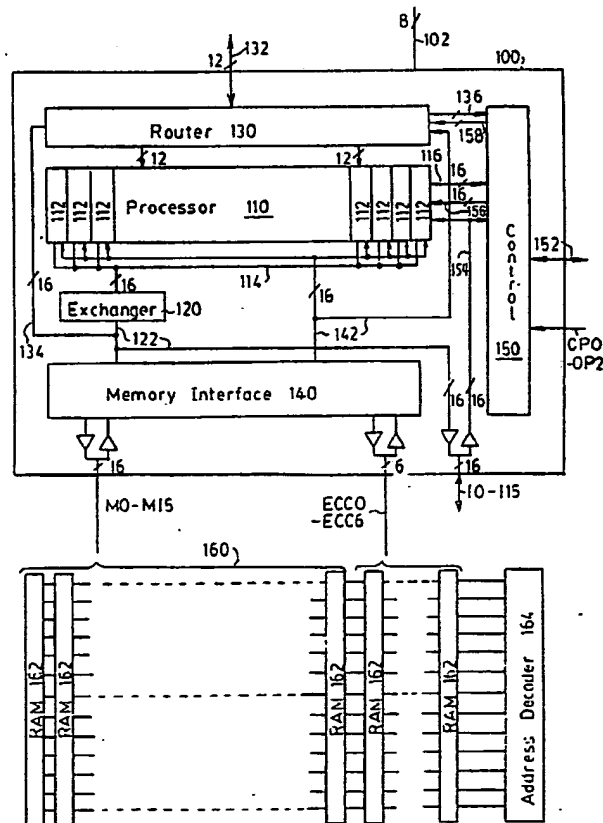 8
102
132
12
100
Router 130
136
158
12
12
116
16
112 112 112
Processor 110
112 112 112 112
16
156
16
16
114
16
154
Control 150
152
Exchanger 120
134
122
142
CP0
-OP2
Memory Interface 140
16
16
16
6
16
M0-M15
ECC0
-ECC6
I0-I15
160
RAM 162
RAM 162
RAM 162
RAM 162
RAM 162
Address Decoder 164